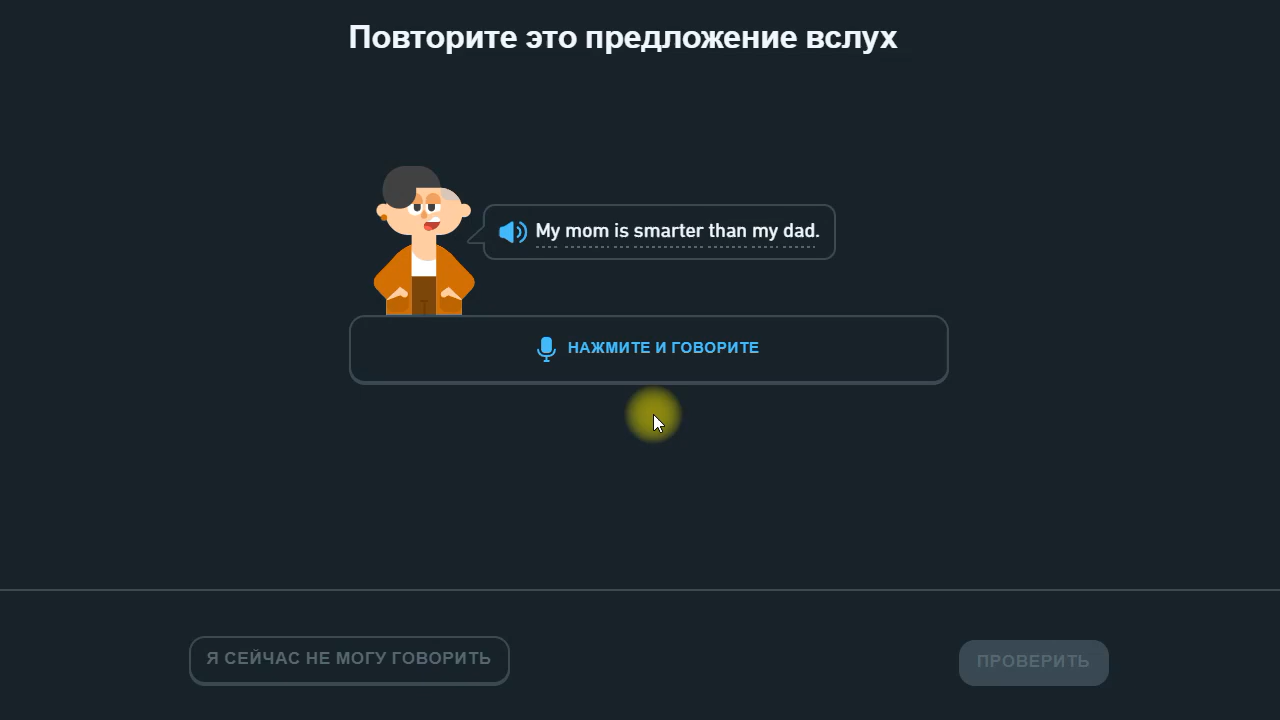 Повторите это предложение вслух
My mom is smarter than my dad.
НАЖМИТЕ И ГОВОРИТЕ
Я СЕЙЧАС НЕ МОГУ ГОВОРИТЬ
ПРОВЕРИТЬ